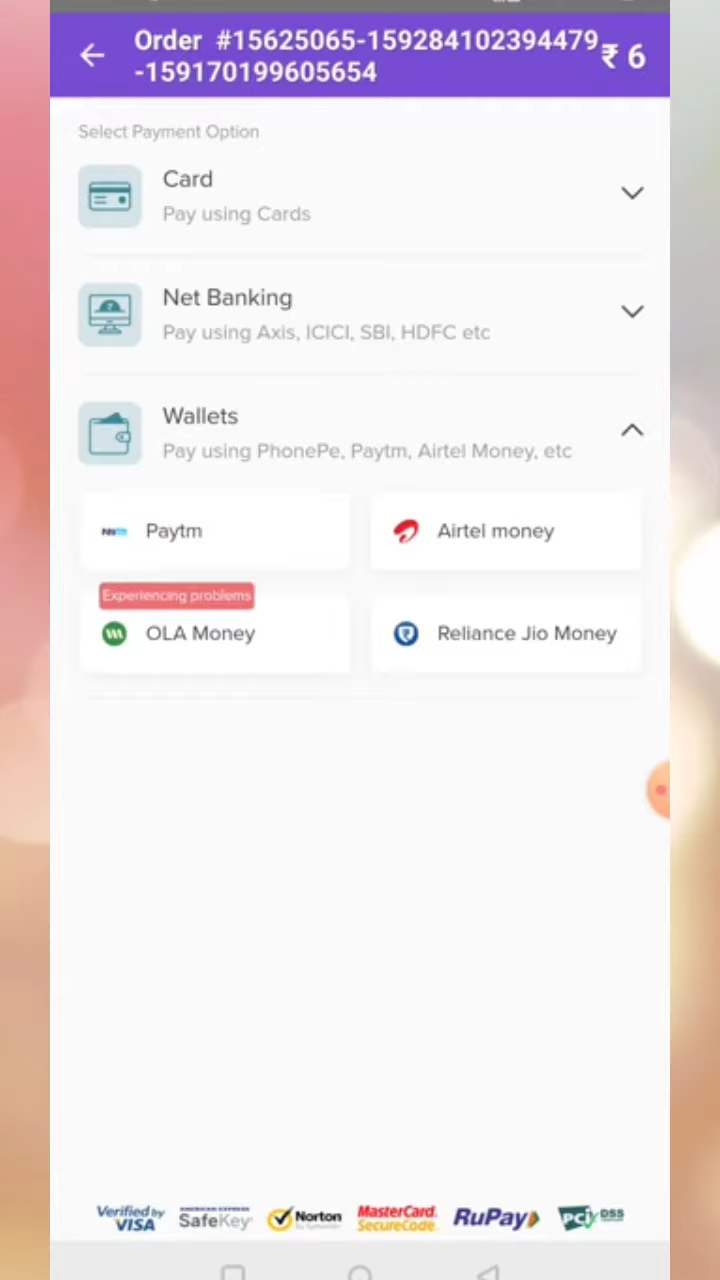 Order #15625065-159284102394479
-159170199605654
₹ 6
Select Payment Option
Card
Pay using Cards
Net Banking
Pay using Axis, ICICI, SBI, HDFC etc
Wallets
Pay using PhonePe, Paytm, Airtel Money, etc
Paytm
Airtel money
Experiencing problems
OLA Money
Reliance Jio Money
Verified by
VISA
AMERICAN EXPRESS
SafeKey
Norton
MasterCard.
SecureCode.
RuPay
PCI DSS